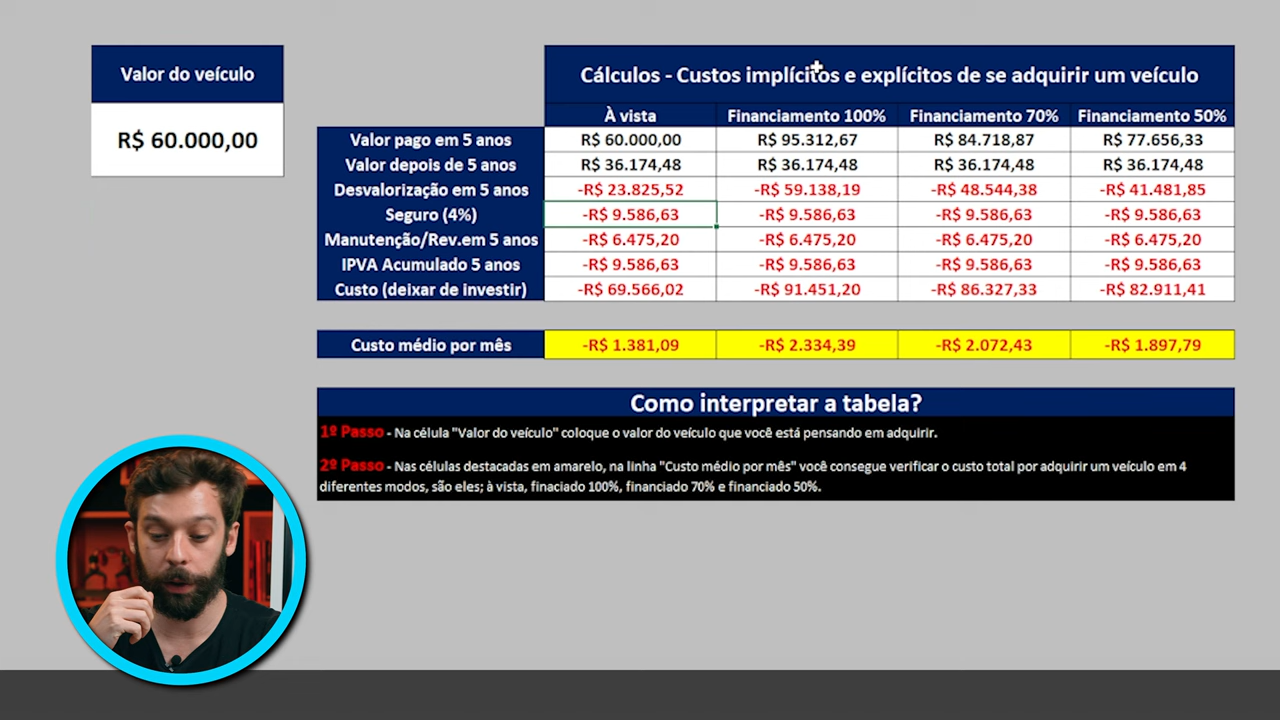 Valor do veículo
R$ 60.000,00
Cálculos - Custos implícitos e explícitos de se adquirir um veículo
À vista Financiamento 100% Financiamento 70% Financiamento 50%
Valor pago em 5 anos R$ 60.000,00 R$ 95.312,67 R$ 84.718,87 R$ 77.656,33
Valor depois de 5 anos R$ 36.174,48 R$ 36.174,48 R$ 36.174,48 R$ 36.174,48
Desvalorização em 5 anos -R$ 23.825,52 -R$ 59.138,19 -R$ 48.544,38 -R$ 41.481,85
Seguro (4%) -R$ 9.586,63 -R$ 9.586,63 -R$ 9.586,63 -R$ 9.586,63
Manutenção/Rev.em 5 anos -R$ 6.475,20 -R$ 6.475,20 -R$ 6.475,20 -R$ 6.475,20
IPVA Acumulado 5 anos -R$ 9.586,63 -R$ 9.586,63 -R$ 9.586,63 -R$ 9.586,63
Custo (deixar de investir) -R$ 69.566,02 -R$ 91.451,20 -R$ 86.327,33 -R$ 82.911,41
Custo médio por mês -R$ 1.381,09 -R$ 2.334,39 -R$ 2.072,43 -R$ 1.897,79
Como interpretar a tabela?
1º Passo - Na célula "Valor do veículo" coloque o valor do veículo que você está pensando em adquirir.
2º Passo - Nas células destacadas em amarelo, na linha "Custo médio por mês" você consegue verificar o custo total por adquirir um veículo em 4
diferentes modos, são eles; à vista, finaciado 100%, financiado 70% e financiado 50%.